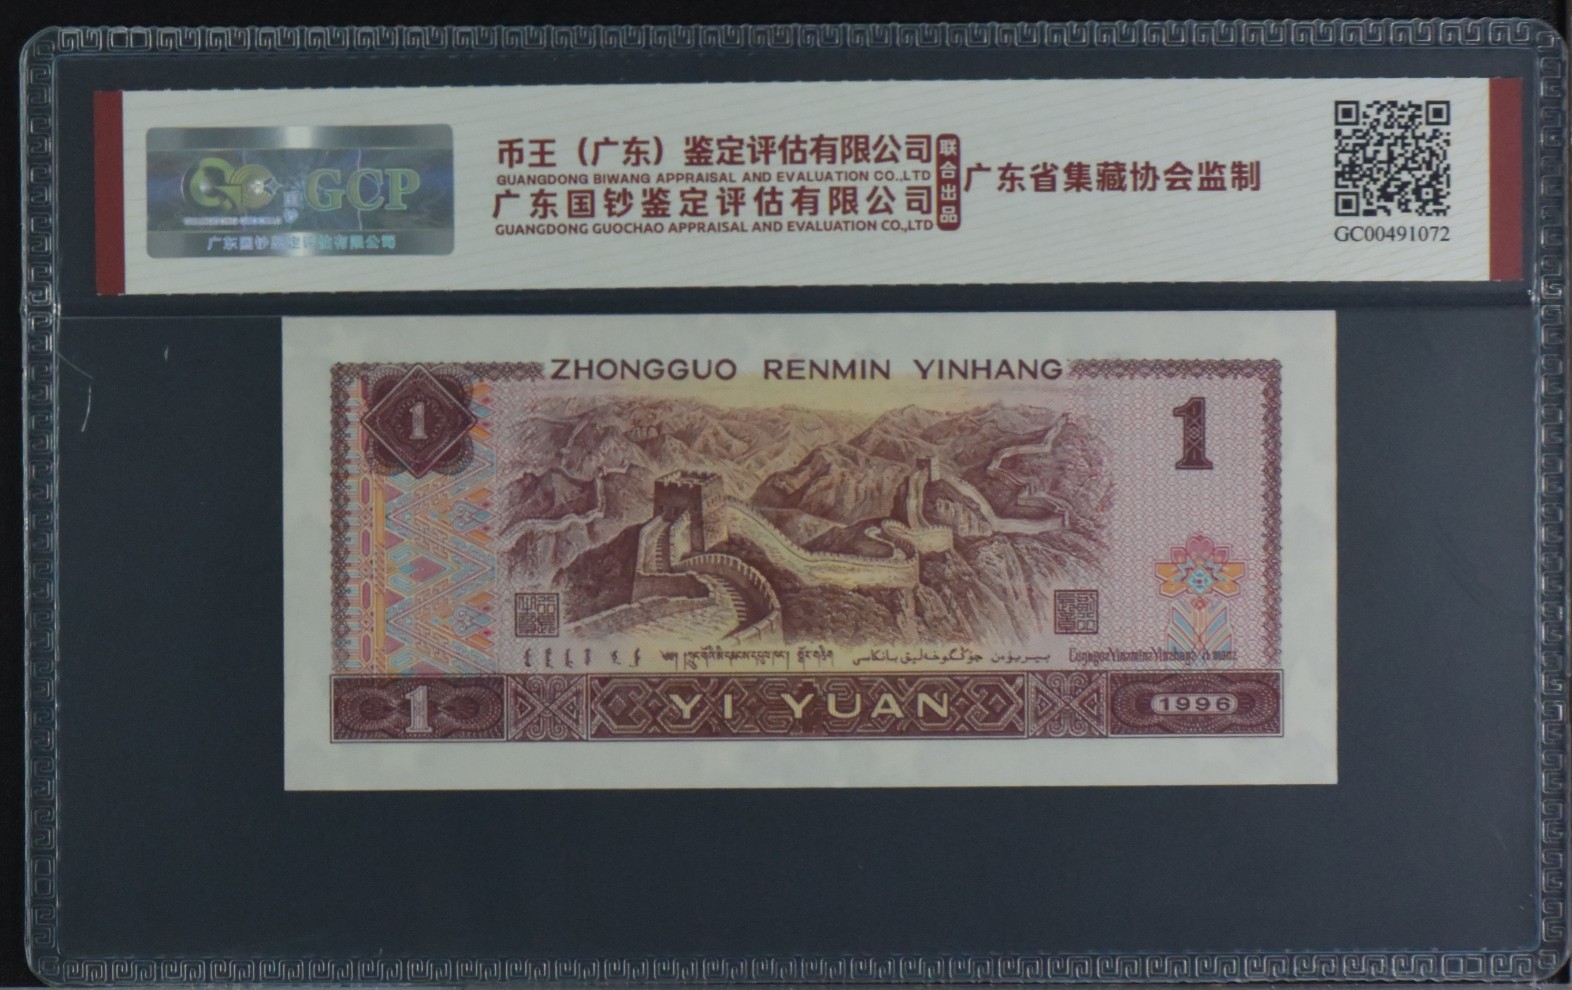 GCP
广东国钞鉴定评估有限公司
币王（广东）鉴定评估有限公司
GUANGDONG BIWANG APPRAISAL AND EVALUATION CO.,LTD
广东国钞鉴定评估有限公司
GUANGDONG GUOCHAO APPRAISAL AND EVALUATION CO.,LTD
联合出品
广东省集藏协会监制
GC00491072
ZHONGGUO RENMIN YINHANG
1
1
1
YI YUAN
1996